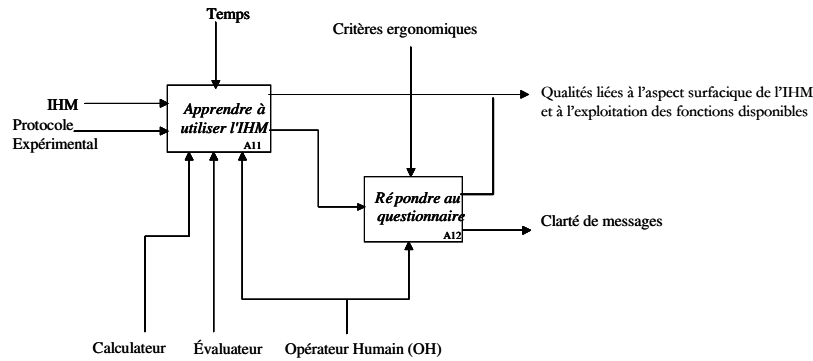 Temps
Critères ergonomiques
IHM
Protocole
Expérimental
Apprendre à
utiliser l'IHM
A11
Qualités liées à l'aspect surfacique de l'IHM
et à l'exploitation des fonctions disponibles
Répondre au
questionnaire
A12
Clarté de messages
Calculateur
Évaluateur
Opérateur Humain (OH)